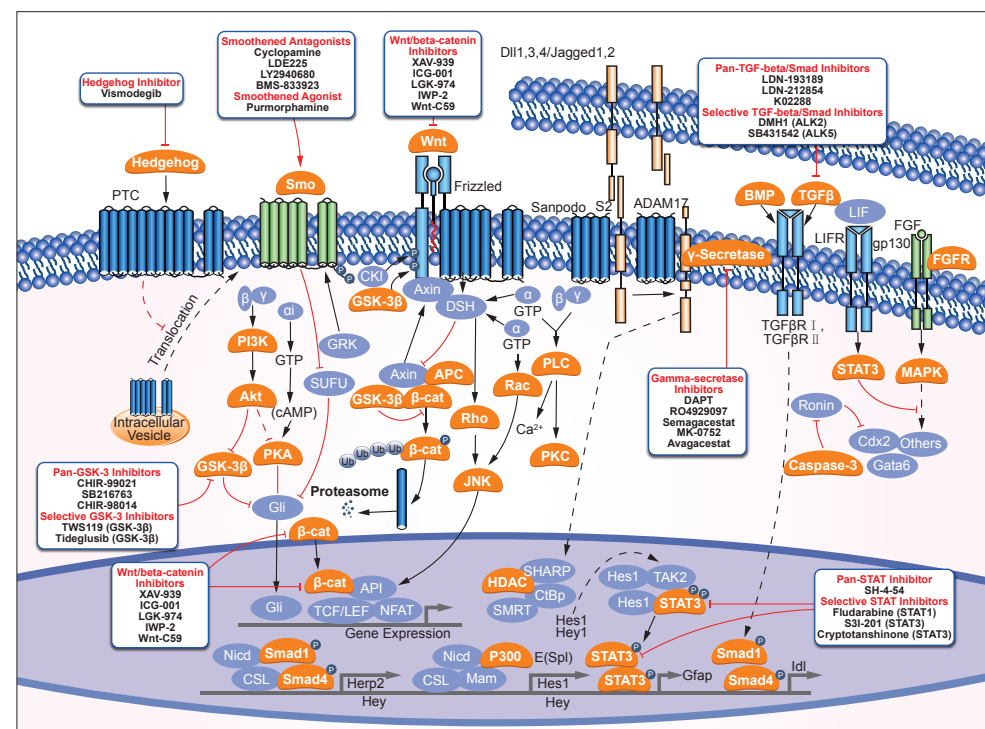 Smoothened Antagonists
Cyclopamine
LDE225
LY2940680
BMS-833923
Smoothened Agonist
Purmorphamine
Wnt/beta-catenin
Inhibitors
XAV-939
ICG-001
LGK-974
IWP-2
Wnt-C59
Dll1,3,4/Jagged1,2
Pan-TGF-beta/Smad Inhibitors
LDN-193189
LDN-212854
K02288
Selective TGF-beta/Smad Inhibitors
DMH1 (ALK2)
SB431542 (ALK5)
Hedgehog Inhibitor
Vismodegib
Hedgehog
Wnt
PTC
Smo
Frizzled
Sanpodo
S2
ADAM17
BMP
TGFβ
LIF
LIFR
gp130
FGF
FGFR
γ-Secretase
P
P
P
P
CKI
GSK-3β
Axin
DSH
α
GTP
β
γ
β
γ
αi
GTP
α
GTP
Translocation
GRK
PI3K
Akt
(cAMP)
PKA
SUFU
Axin
APC
GSK-3β
β-cat
Rac
Rho
PLC
Ca2+
PKC
JNK
TGFβR Ⅰ,
TGFβR Ⅱ
STAT3
MAPK
Ronin
Cdx2
Others
Gata6
Caspase-3
Gamma-secretase
Inhibitors
DAPT
RO4929097
Semagacestat
MK-0752
Avagacestat
Intracellular
Vesicle
GSK-3β
Ub
Ub
Ub
Ub
β-cat
P
Proteasome
Pan-GSK-3 Inhibitors
CHIR-99021
SB216763
CHIR-98014
Selective GSK-3 Inhibitors
TWS119 (GSK-3β)
Tideglusib (GSK-3β)
Gli
β-cat
Wnt/beta-catenin
Inhibitors
XAV-939
ICG-001
LGK-974
IWP-2
Wnt-C59
β-cat
API
Gli
TCF/LEF
NFAT
Gene Expression
HDAC
SHARP
CtBp
SMRT
Hes1
Hey1
Hes1
TAK2
Hes1
STAT3
P
P
Pan-STAT Inhibitor
SH-4-54
Selective STAT Inhibitors
Fludarabine (STAT1)
S3I-201 (STAT3)
Cryptotanshinone (STAT3)
Nicd
Smad1
P
CSL
Smad4
P
Herp2
Hey
Nicd
P300
E(Spl)
CSL
Mam
Hes1
Hey
STAT3
P
STAT3
P
Gfap
Smad1
P
Smad4
P
Idl